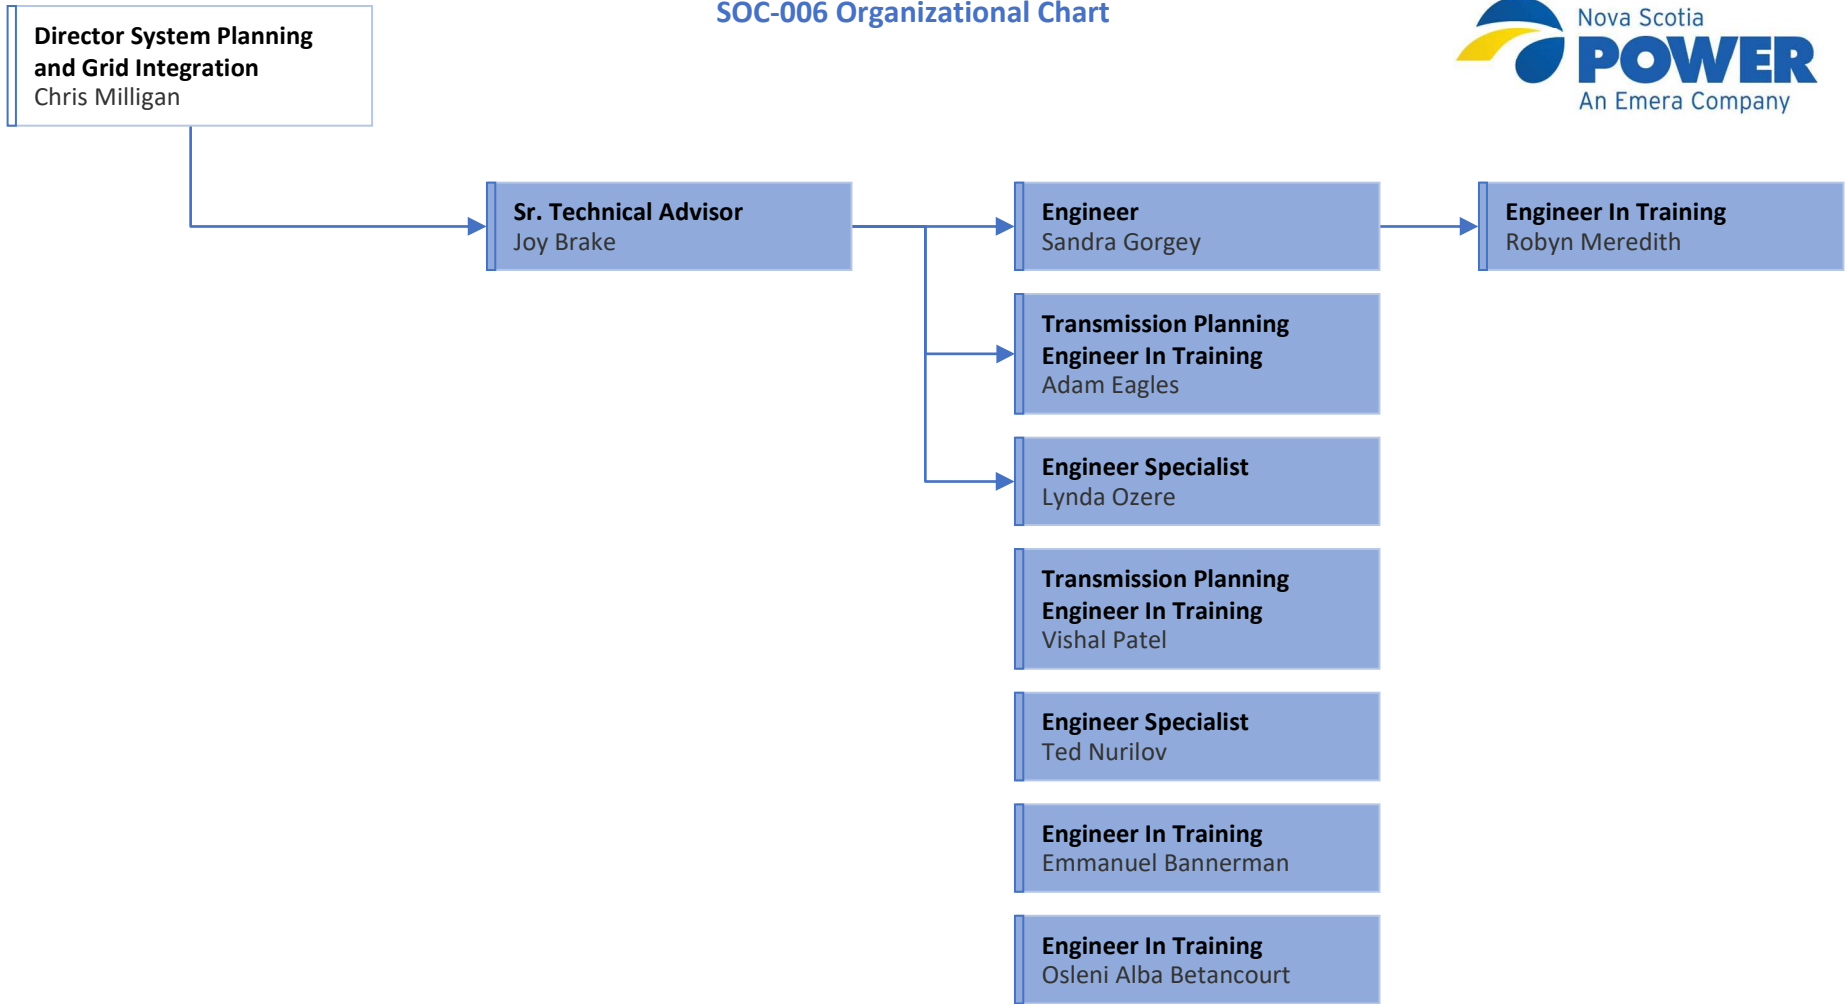 SOC-006 Organizational Chart
Nova Scotia
POWER
An Emera Company
Director System Planning
and Grid Integration
Chris Milligan
Sr. Technical Advisor
Joy Brake
Engineer
Sandra Gorgey
Engineer In Training
Robyn Meredith
Transmission Planning
Engineer In Training
Adam Eagles
Engineer Specialist
Lynda Ozere
Transmission Planning
Engineer In Training
Vishal Patel
Engineer Specialist
Ted Nurilov
Engineer In Training
Emmanuel Bannerman
Engineer In Training
Osleni Alba Betancourt